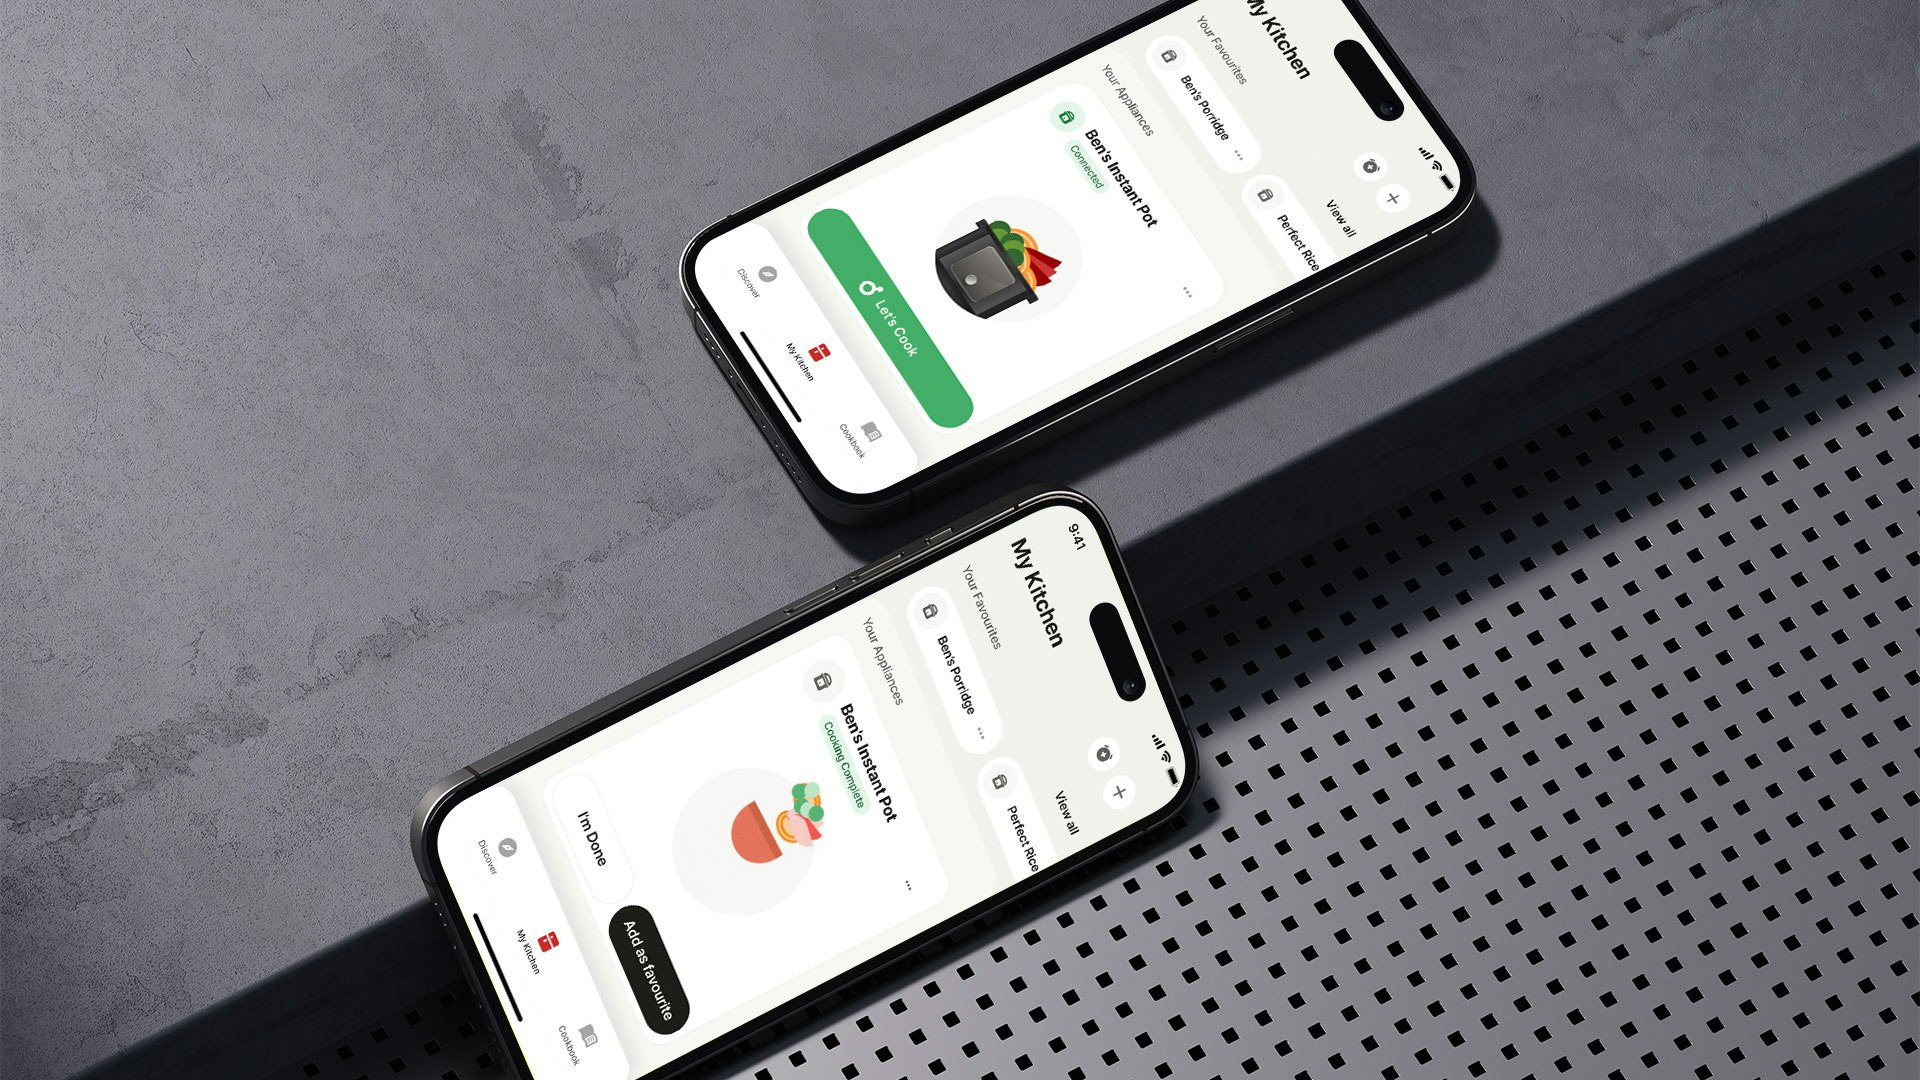 My Kitchen
Your Favourites
View all
Ben's Porridge
Perfect Rice
Your Appliances
Ben's Instant Pot
Connected
Let's Cook
Discover
My Kitchen
Cookbook
9:41
My Kitchen
Your Favourites
View all
Ben's Porridge
Perfect Rice
Your Appliances
Ben's Instant Pot
Cooking Complete
I'm Done
Add as favourite
Discover
My Kitchen
Cookbook